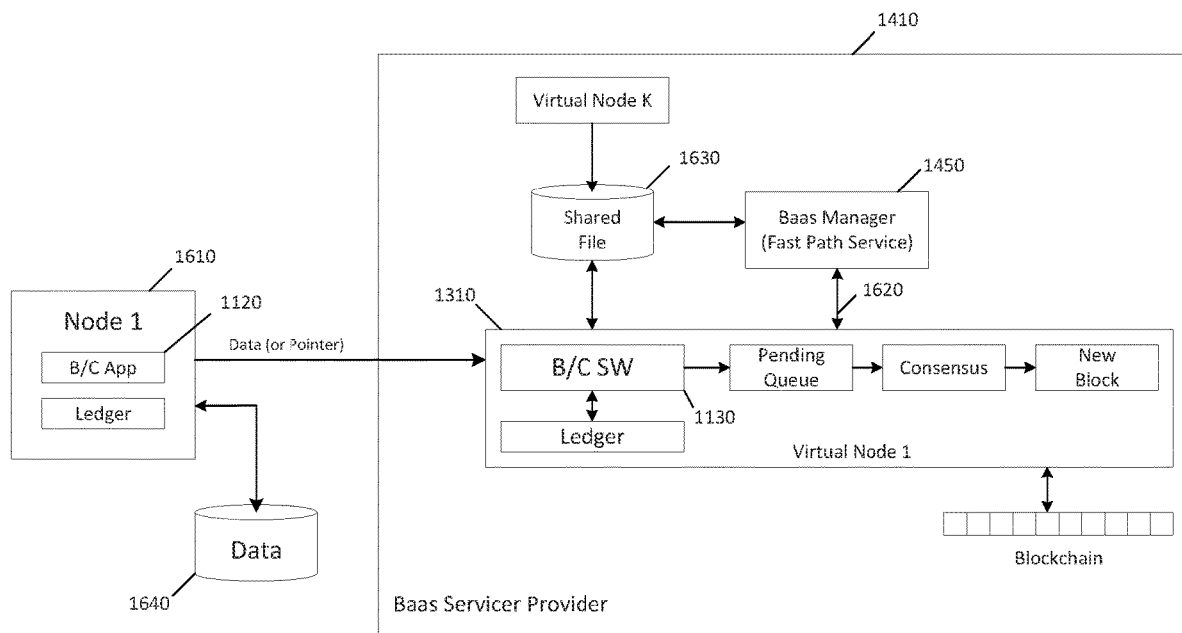 1410
Virtual Node K
1630
1450
Shared
File
Baas Manager
(Fast Path Service)
1610
1120
1310
1620
Node 1
B/C App
Ledger
Data (or Pointer)
B/C SW
Pending
Queue
Consensus
New
Block
1130
Ledger
Virtual Node 1
Data
1640
Blockchain
Baas Servicer Provider